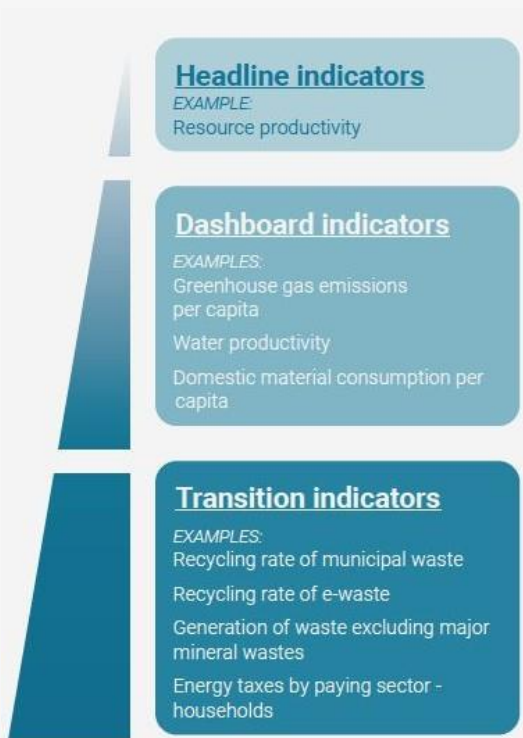 Headline indicators
EXAMPLE:
Resource productivity
Dashboard indicators
EXAMPLES:
Greenhouse gas emissions
per capita
Water productivity
Domestic material consumption per
capita
Transition indicators
EXAMPLES:
Recycling rate of municipal waste
Recycling rate of e-waste
Generation of waste excluding major
mineral wastes
Energy taxes by paying sector -
households